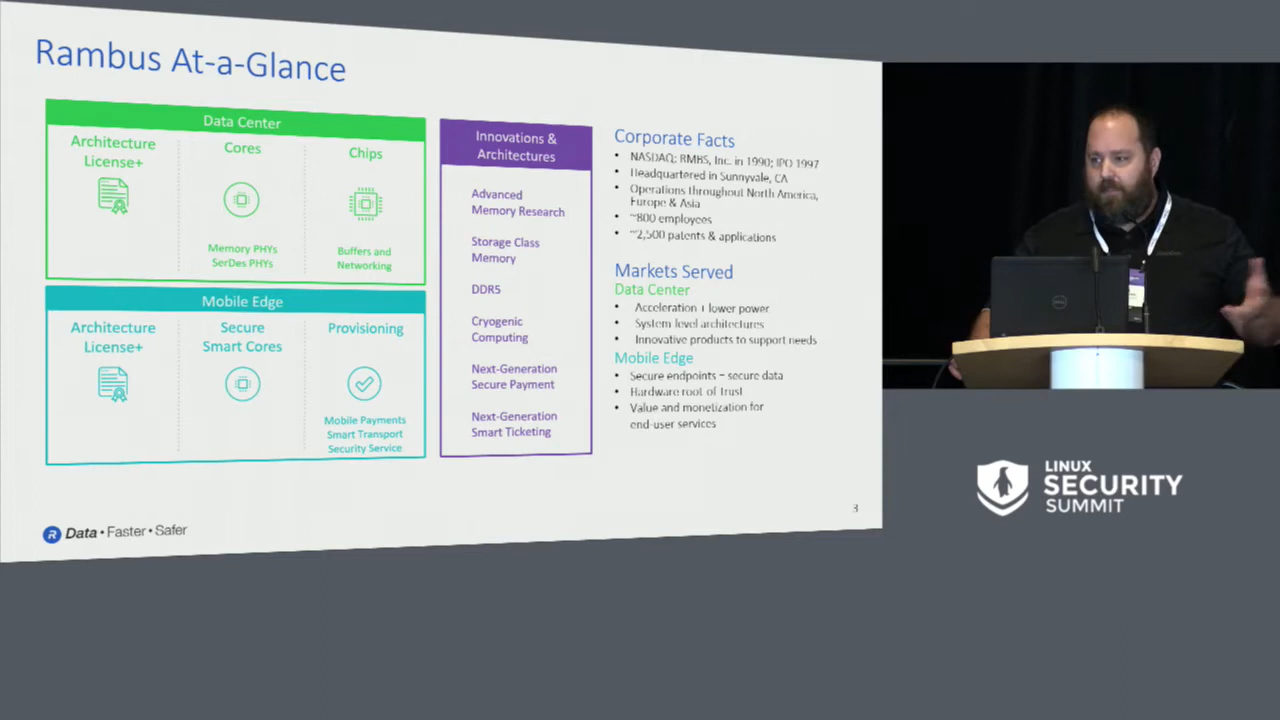 Rambus At-a-Glance
Data Center
Architecture
License+
Cores
Memory PHYs
SerDes PHYs
Chips
Buffers and
Networking
Mobile Edge
Architecture
License+
Secure
Smart Cores
Provisioning
Mobile Payments
Smart Transport
Security Service
Innovations &
Architectures
Advanced
Memory Research
Storage Class
Memory
DDR5
Cryogenic
Computing
Next-Generation
Secure Payment
Next-Generation
Smart Ticketing
Corporate Facts
• NASDAQ: RMBS, Inc. in 1990; IPO 1997
• Headquartered in Sunnyvale, CA
• Operations throughout North America,
Europe & Asia
• ~800 employees
• ~2,500 patents & applications
Markets Served
Data Center
• Acceleration + lower power
• System level architectures
• Innovative products to support needs
Mobile Edge
• Secure endpoints = secure data
• Hardware root of Trust
• Value and monetization for
end-user services
3
R Data • Faster • Safer
DELL
LINUX
SECURITY
SUMMIT